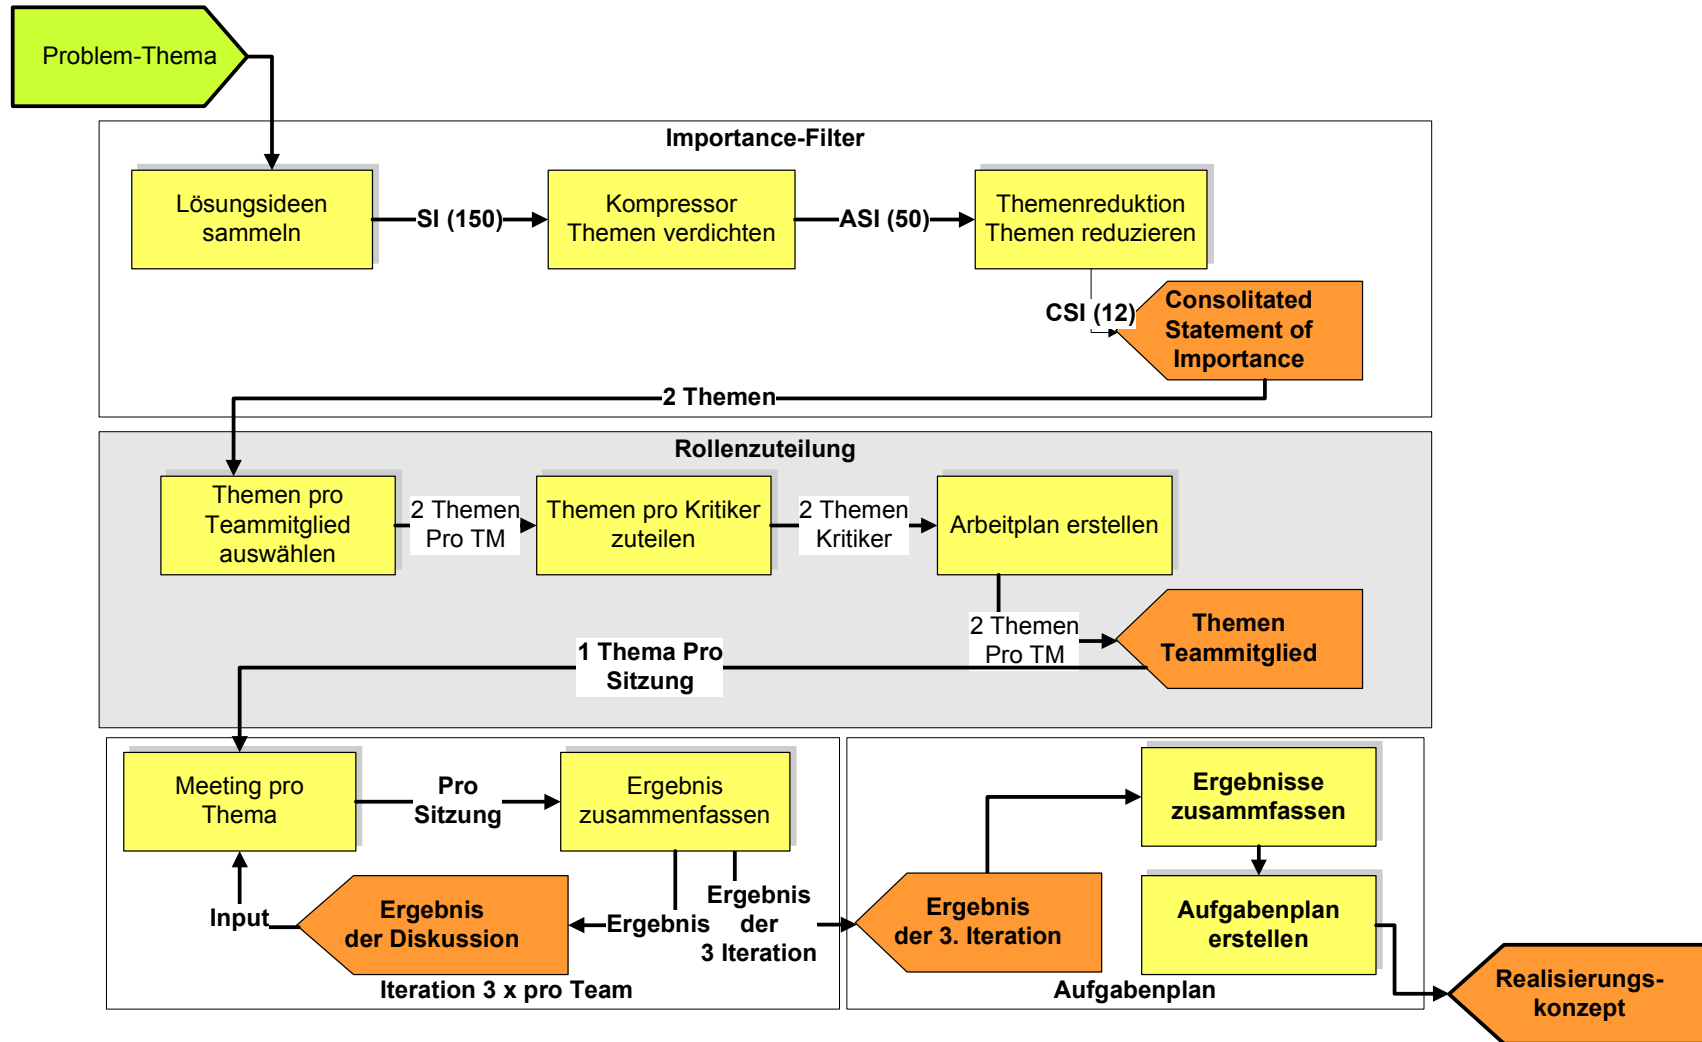 Problem-Thema
Importance-Filter
Lösungsideen
sammeln
SI (150)
Kompressor
Themen verdichten
ASI (50)
Themenreduktion
Themen reduzieren
CSI (12)
Consolitated
Statement of
Importance
2 Themen
Rollenzuteilung
Themen pro
Teammitglied
auswählen
2 Themen
Pro TM
Themen pro Kritiker
zuteilen
2 Themen
Kritiker
Arbeitplan erstellen
2 Themen
Pro TM
Themen
Teammitglied
1 Thema Pro
Sitzung
Meeting pro
Thema
Pro
Sitzung
Ergebnis
zusammenfassen
Input
Ergebnis
der Diskussion
Ergebnis
Ergebnis
der
3 Iteration
Iteration 3 x pro Team
Ergebnis
der 3. Iteration
Ergebnisse
zusammfassen
Aufgabenplan
erstellen
Aufgabenplan
Realisierungs-
konzept